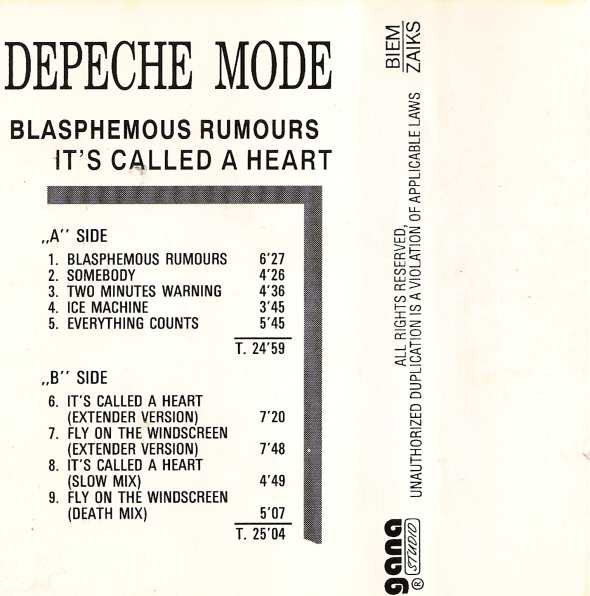 DEPECHE MODE
BLASPHEMOUS RUMOURS
IT'S CALLED A HEART
„A'' SIDE
1. BLASPHEMOUS RUMOURS 6'27
2. SOMEBODY 4'26
3. TWO MINUTES WARNING 4'36
4. ICE MACHINE 3'45
5. EVERYTHING COUNTS 5'45
T. 24'59
„B'' SIDE
6. IT'S CALLED A HEART
(EXTENDER VERSION) 7'20
7. FLY ON THE WINDSCREEN
(EXTENDER VERSION) 7'48
8. IT'S CALLED A HEART
(SLOW MIX) 4'49
9. FLY ON THE WINDSCREEN
(DEATH MIX) 5'07
T. 25'04
BIEM
ZAIKS
ALL RIGHTS RESERVED,
UNAUTHORIZED DUPLICATION IS A VIOLATION OF APPLICABLE LAWS
gana
® STUDIO